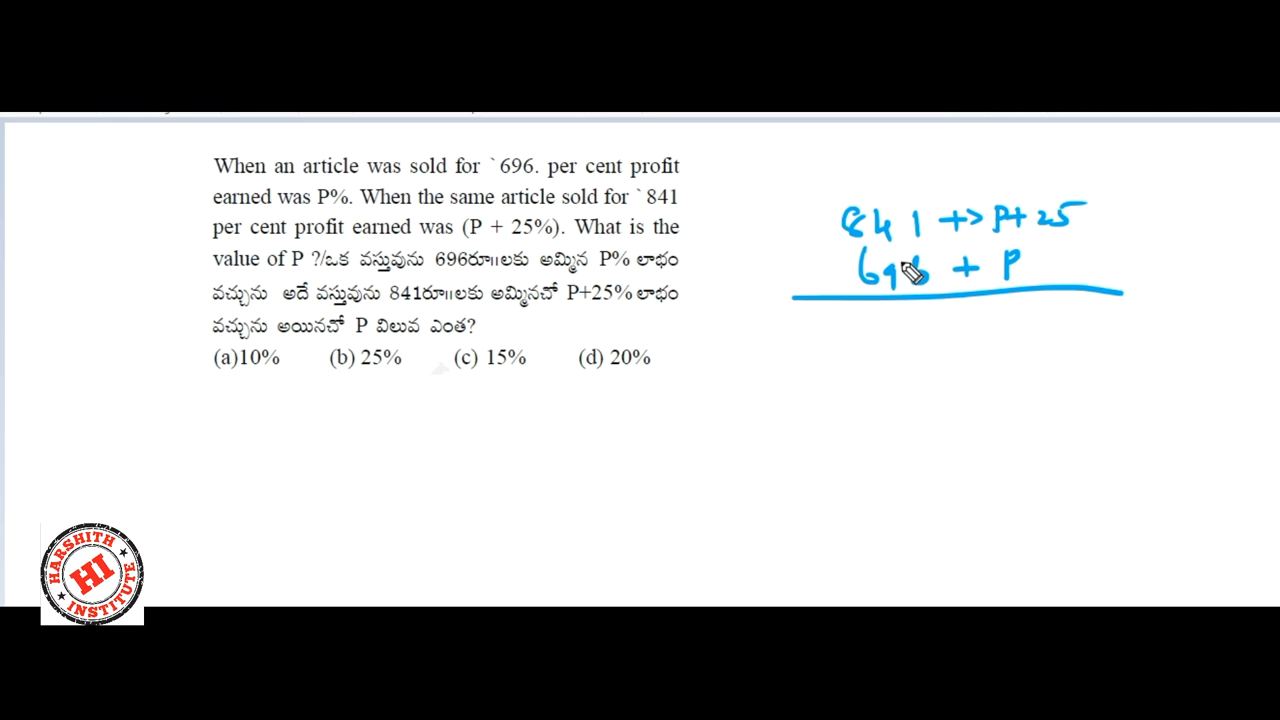 When an article was sold for `696. per cent profit
earned was P%. When the same article sold for `841
per cent profit earned was (P + 25%). What is the
value of P ?/ఒక వస్తువును 696రూ॥లకు అమ్మిన P% లాభం
వచ్చును అదే వస్తువును 841రూ॥లకు అమ్మినచో P+25% లాభం
వచ్చును అయినచో P విలువ ఎంత?
(a)10% (b) 25% (c) 15% (d) 20%
841 +> P+25
696 + P
HARSHITH
HI
INSTITUTE